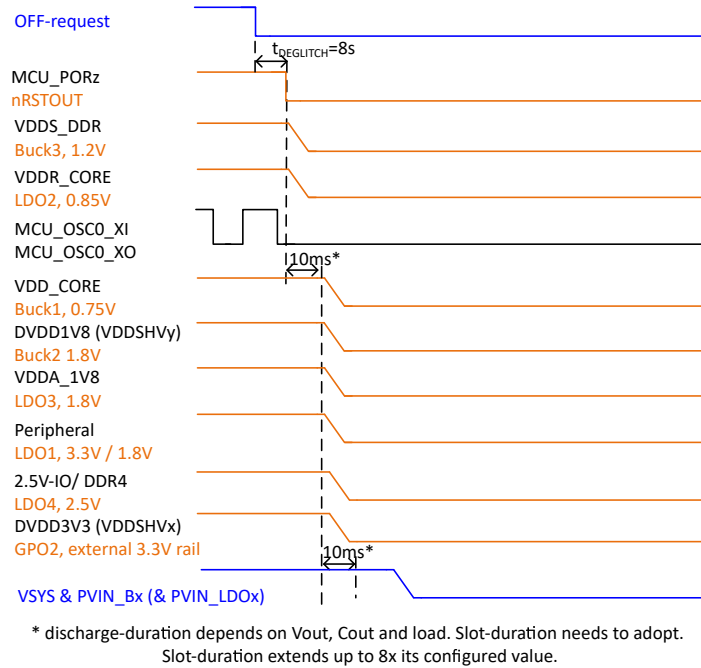 OFF-request
tDEGLITCH=8s
MCU_PORz
nRSTOUT
VDDS_DDR
Buck3, 1.2V
VDDR_CORE
LDO2, 0.85V
MCU_OSC0_XI
MCU_OSC0_XO
10ms*
VDD_CORE
Buck1, 0.75V
DVDD1V8 (VDDSHVy)
Buck2 1.8V
VDDA_1V8
LDO3, 1.8V
Peripheral
LDO1, 3.3V / 1.8V
2.5V-IO/ DDR4
LDO4, 2.5V
DVDD3V3 (VDDSHVx)
GPO2, external 3.3V rail
10ms*
VSYS & PVIN_Bx (& PVIN_LDOx)
* discharge-duration depends on Vout, Cout and load. Slot-duration needs to adopt.
Slot-duration extends up to 8x its configured value.